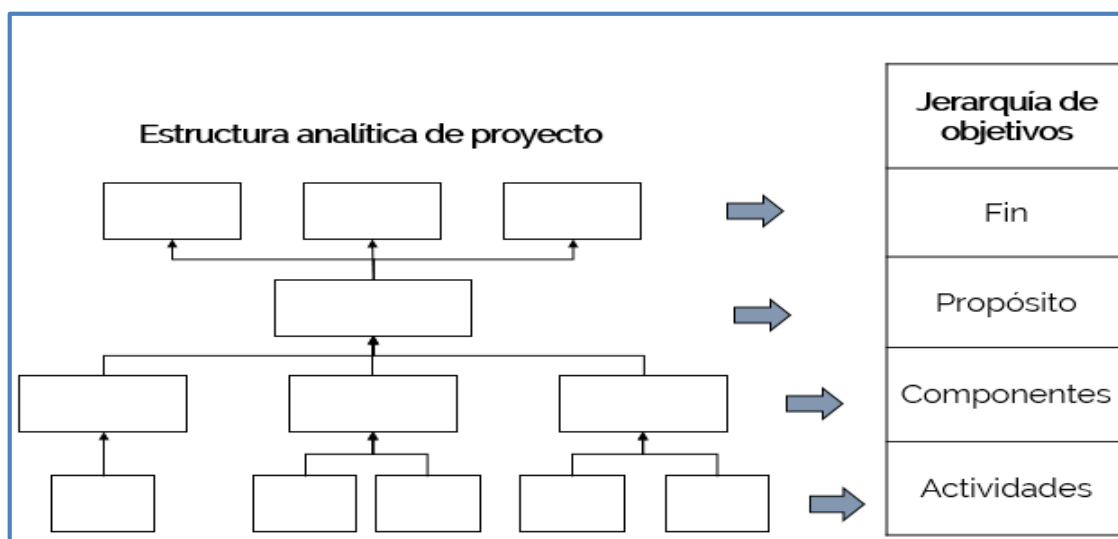 Estructura analítica de proyecto
Jerarquía de
objetivos
Fin
Propósito
Componentes
Actividades